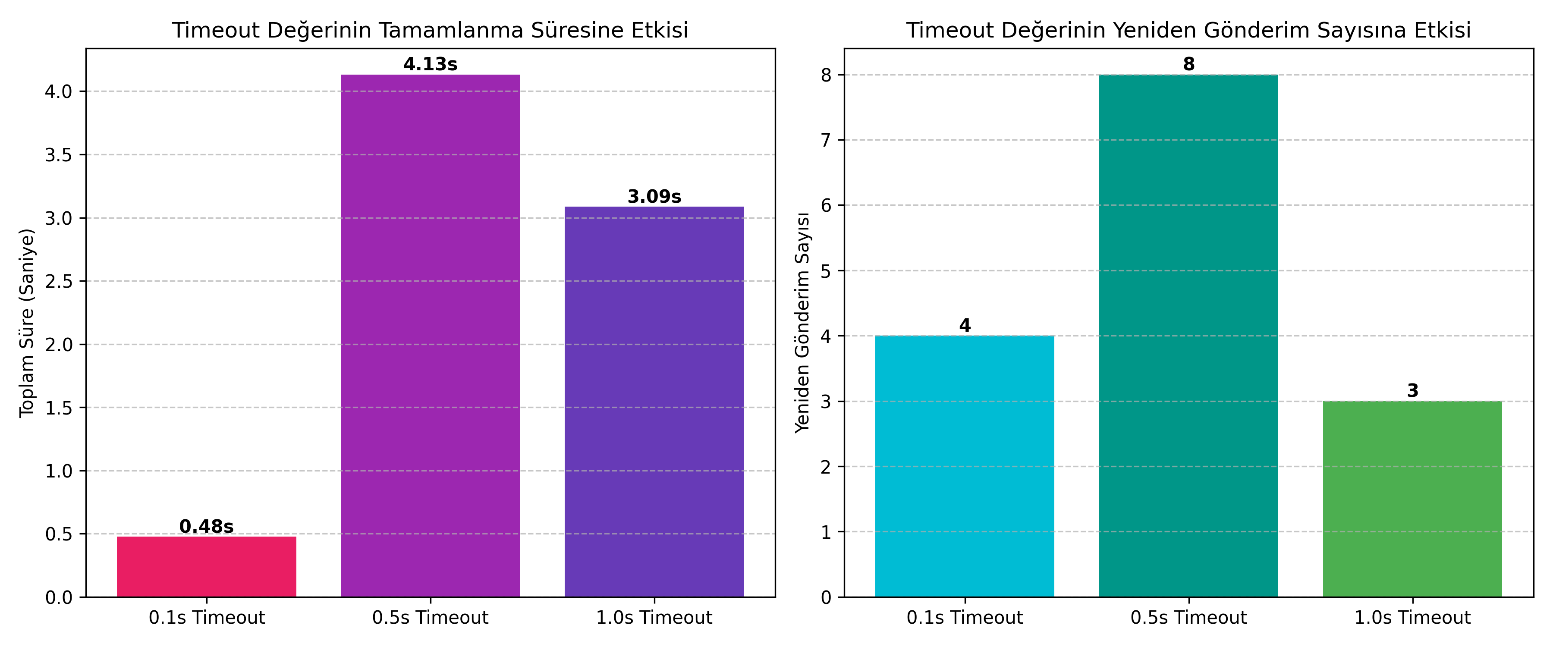 Timeout Değerinin Tamamlanma Süresine Etkisi
Toplam Süre (Saniye)
4.0
3.5
3.0
2.5
2.0
1.5
1.0
0.5
0.0
0.48s
4.13s
3.09s
0.1s Timeout
0.5s Timeout
1.0s Timeout
Timeout Değerinin Yeniden Gönderim Sayısına Etkisi
Yeniden Gönderim Sayısı
8
7
6
5
4
3
2
1
0
4
8
3
0.1s Timeout
0.5s Timeout
1.0s Timeout